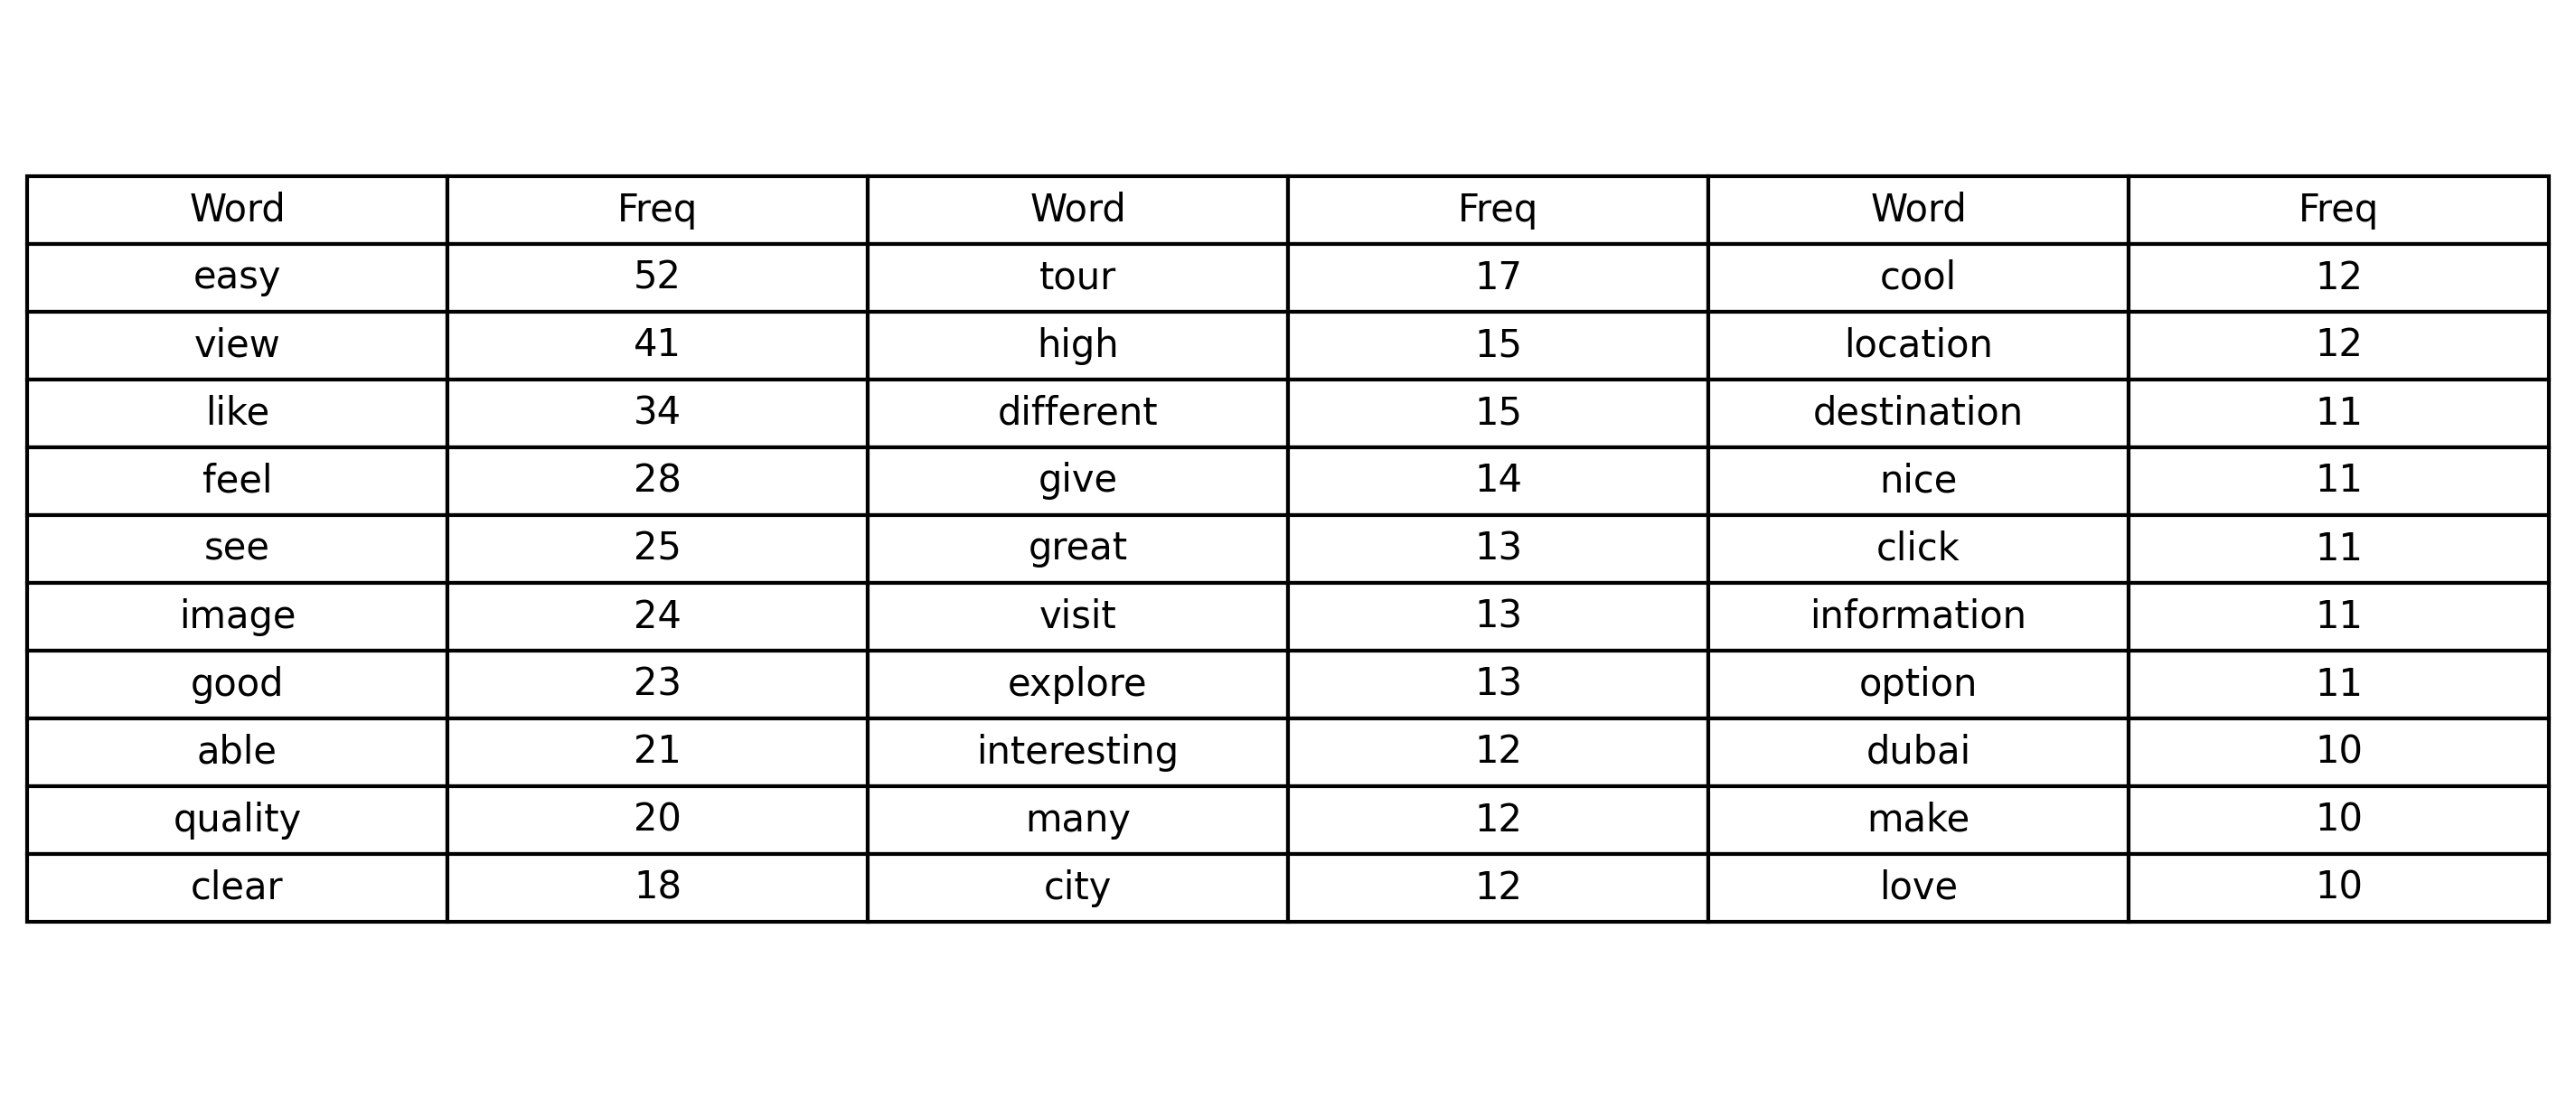 Word Freq Word Freq Word Freq
easy 52 tour 17 cool 12
view 41 high 15 location 12
like 34 different 15 destination 11
feel 28 give 14 nice 11
see 25 great 13 click 11
image 24 visit 13 information 11
good 23 explore 13 option 11
able 21 interesting 12 dubai 10
quality 20 many 12 make 10
clear 18 city 12 love 10